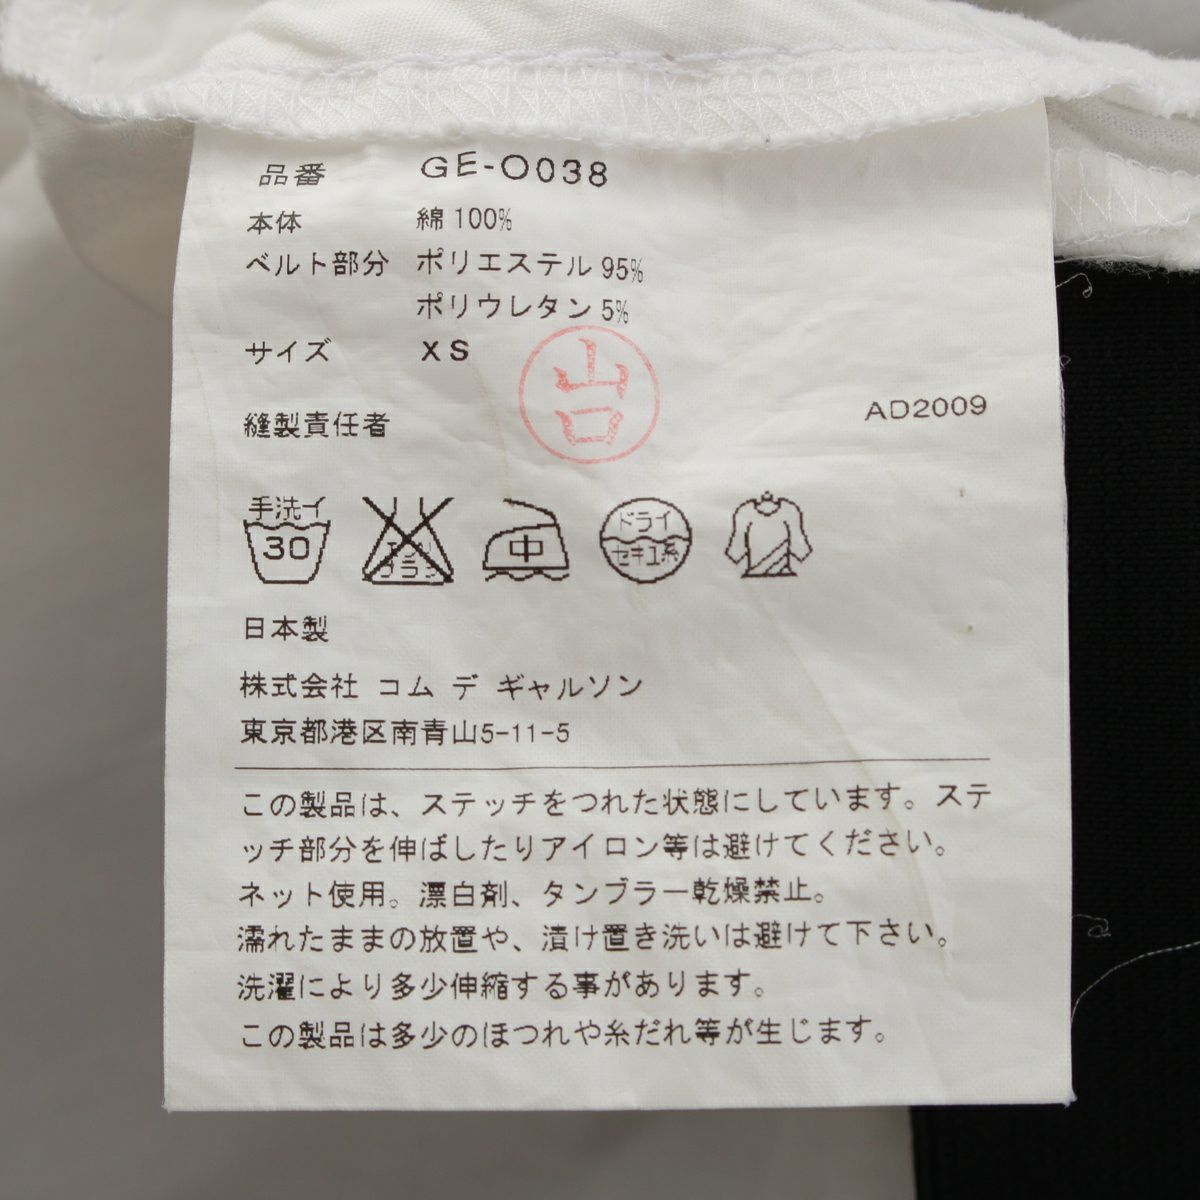 品番 GE-O038
本体 綿 100%
ベルト部分 ポリエステル 95%
ポリウレタン 5%
サイズ XS
山口
縫製責任者
AD2009
手洗イ
30
エンソ
フラシ
中
ドライ
セキユ系
日本製
株式会社 コム デ ギャルソン
東京都港区南青山5-11-5
この製品は、ステッチをつれた状態にしています。ステ
ッチ部分を伸ばしたりアイロン等は避けてください。
ネット使用。漂白剤、タンブラー乾燥禁止。
濡れたままの放置や、漬け置き洗いは避けて下さい。
洗濯により多少伸縮する事があります。
この製品は多少のほつれや糸だれ等が生じます。